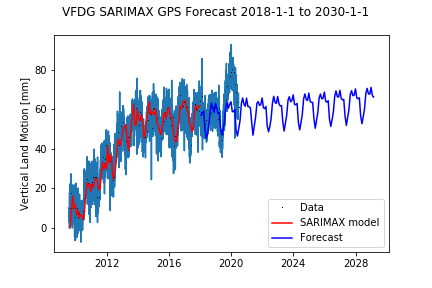 VFDG SARIMAX GPS Forecast 2018-1-1 to 2030-1-1
Vertical Land Motion [mm]
80
60
40
20
0
2012 2016 2020 2024 2028
Data
SARIMAX model
Forecast